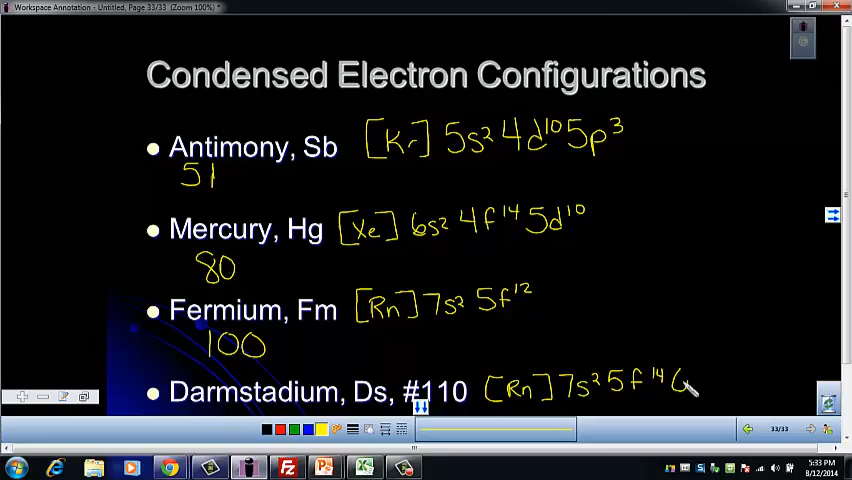 Workspace Annotation - Untitled, Page 33/33 (Zoom 100%) *
Condensed Electron Configurations
• Antimony, Sb [Kr] 5s² 4d¹⁰ 5p³
51
• Mercury, Hg [Xe] 6s² 4f¹⁴ 5d¹⁰
80
• Fermium, Fm [Rn] 7s² 5f¹²
100
• Darmstadium, Ds, #110 [Rn] 7s² 5f¹⁴ 6
33/33
5:33 PM
8/12/2014